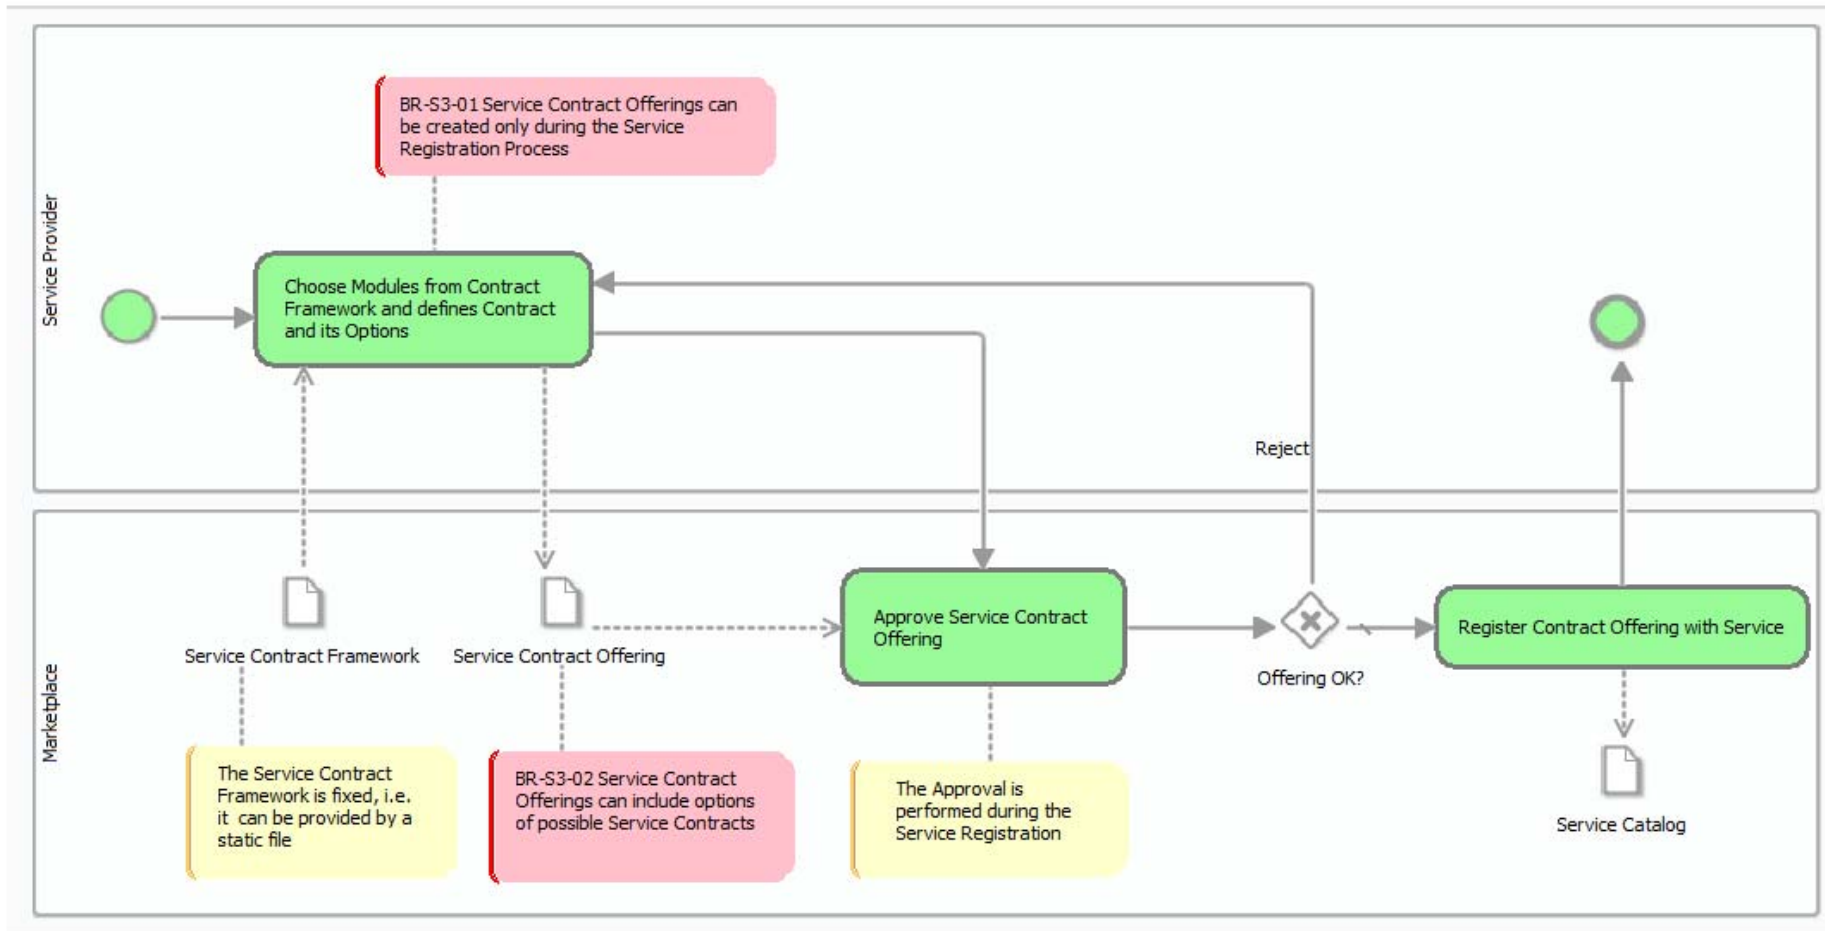 Service Provider
BR-S3-01 Service Contract Offerings can
be created only during the Service
Registration Process
Choose Modules from Contract
Framework and defines Contract
and its Options
Reject
Marketplace
Service Contract Framework
Service Contract Offering
Approve Service Contract
Offering
Offering OK?
Register Contract Offering with Service
The Service Contract
Framework is fixed, i.e.
it can be provided by a
static file
BR-S3-02 Service Contract
Offerings can include options
of possible Service Contracts
The Approval is
performed during the
Service Registration
Service Catalog